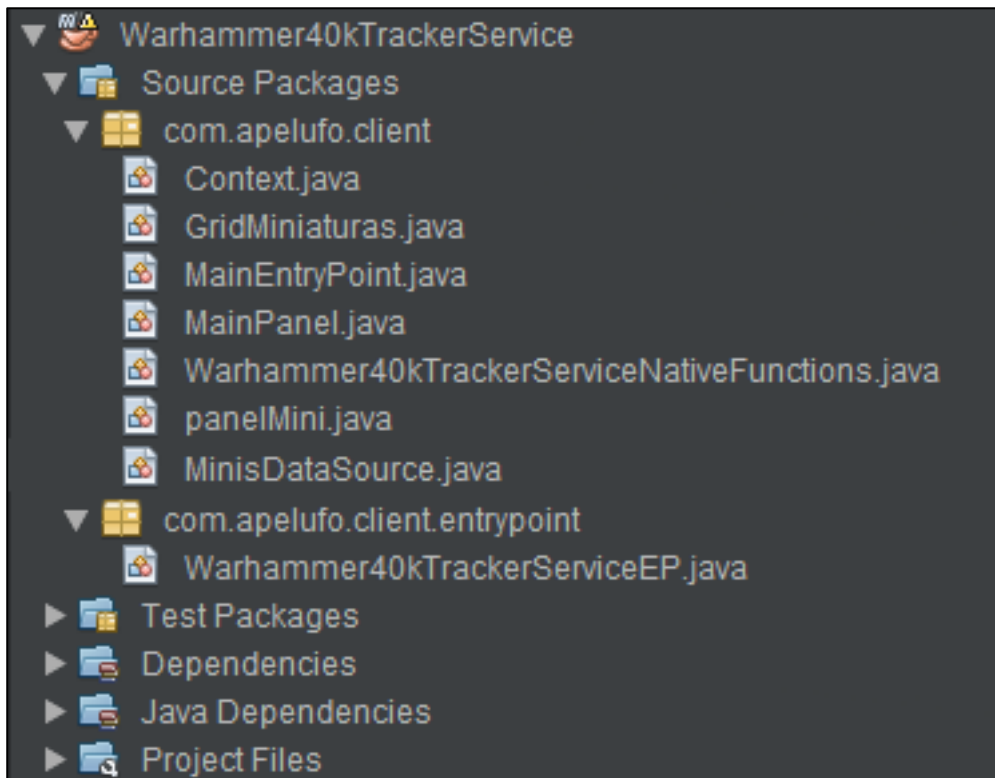 Warhammer40kTrackerService
Source Packages
com.apelufo.client
Context.java
GridMiniaturas.java
MainEntryPoint.java
MainPanel.java
Warhammer40kTrackerServiceNativeFunctions.java
panelMini.java
MinisDataSource.java
com.apelufo.client.entrypoint
Warhammer40kTrackerServiceEP.java
Test Packages
Dependencies
Java Dependencies
Project Files